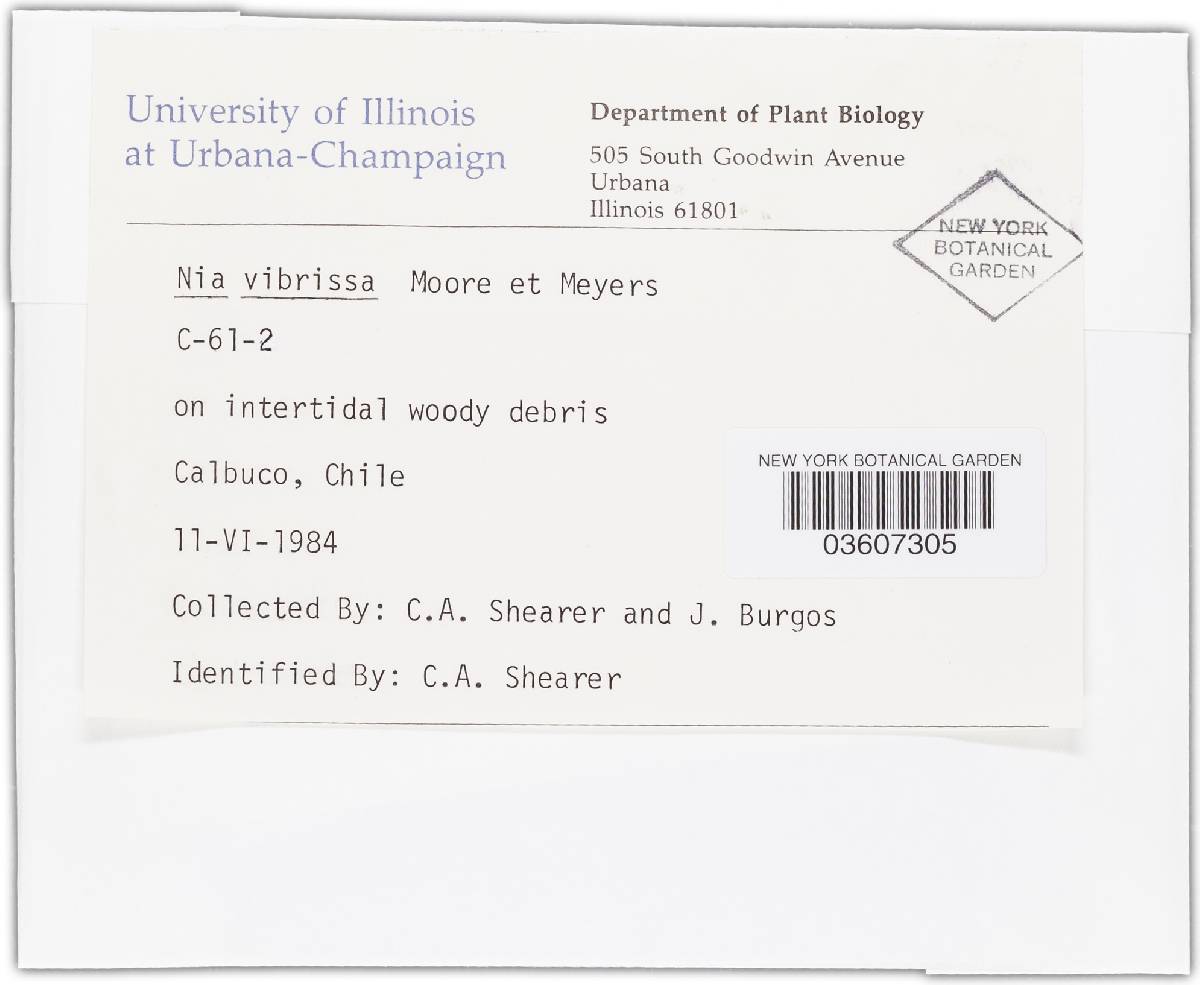 University of Illinois
at Urbana-Champaign
Department of Plant Biology
505 South Goodwin Avenue
Urbana
Illinois 61801
NEW YORK
BOTANICAL
GARDEN
Nia vibrissa Moore et Meyers
C-61-2
on intertidal woody debris
Calbuco, Chile
11-VI-1984
Collected By: C.A. Shearer and J. Burgos
Identified By: C.A. Shearer
NEW YORK BOTANICAL GARDEN
03607305